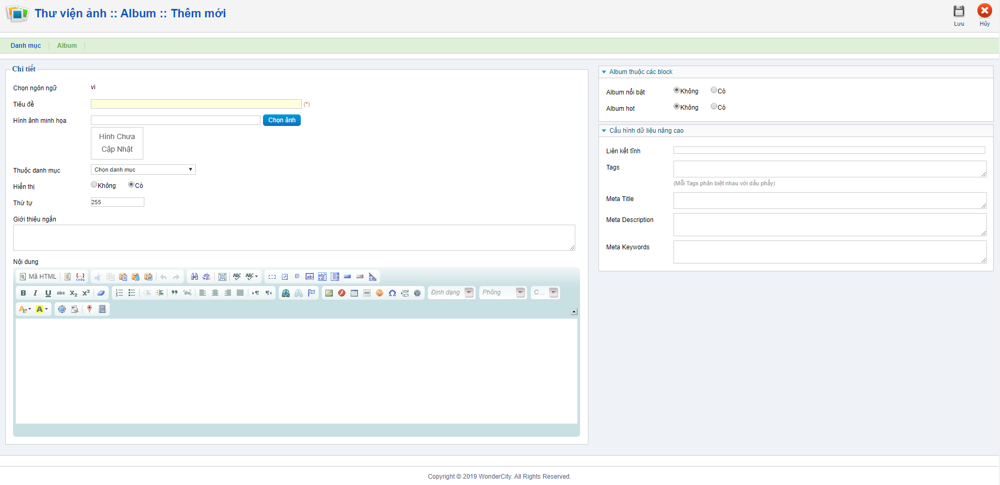 Thư viện ảnh :: Album :: Thêm mới
Lưu
Hủy
Danh mục
Album
Chi tiết
Chọn ngôn ngữ
vi
Tiêu đề
(*)
Hình ảnh minh họa
Chọn ảnh
Hình Chưa
Cập Nhật
Thuộc danh mục
Chọn danh mục
Hiển thị
Không
Có
Thứ tự
255
Giới thiệu ngắn
Nội dung
Mã HTML
Định dạng
Phông
C...
Album thuộc các block
Album nổi bật
Không
Có
Album hot
Không
Có
Cấu hình dữ liệu nâng cao
Liên kết tĩnh
Tags
(Mỗi Tags phân biệt nhau với dấu phẩy)
Meta Title
Meta Description
Meta Keywords
Copyright © 2019 WonderCity. All Rights Reserved.